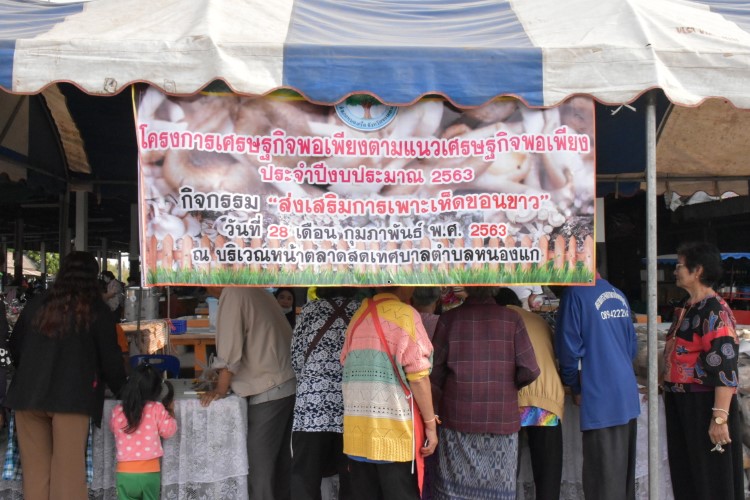 โครงการเศรษฐกิจพอเพียงตามแนวเศรษฐกิจพอเพียง
ประจำปีงบประมาณ 2563
กิจกรรม “ส่งเสริมการเพาะเห็ดขอนขาว”
วันที่ 28 เดือน กุมภาพันธ์ พ.ศ. 2563
ณ บริเวณหน้าตลาดสดเทศบาลตำบลหนองแก